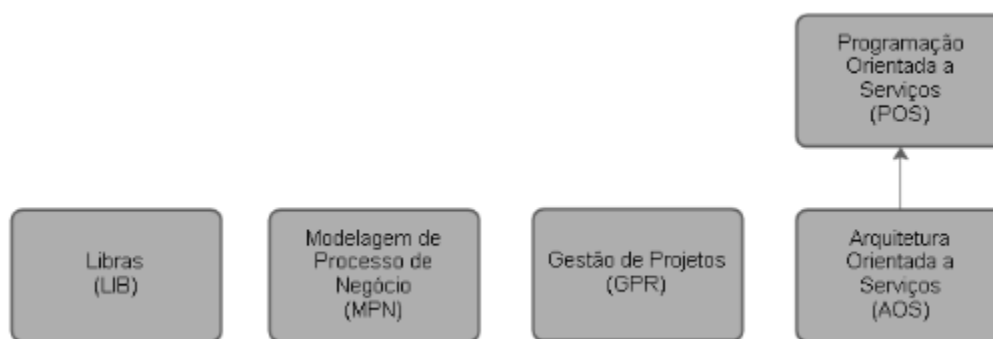 Programação
Orientada a
Serviços
(POS)
Libras
(LIB)
Modelagem de
Processo de
Negócio
(MPN)
Gestão de Projetos
(GPR)
Arquitetura
Orientada a
Serviços
(AOS)